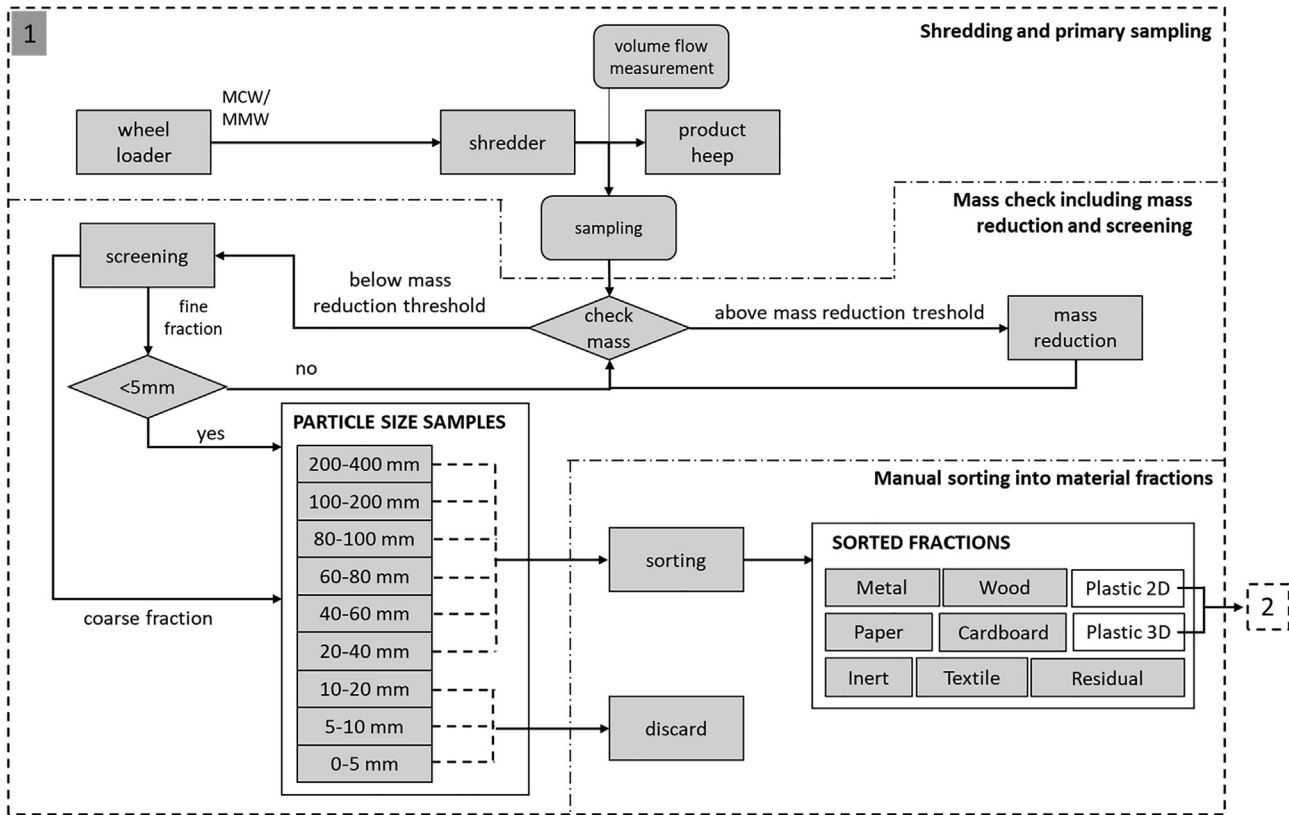 1
Shredding and primary sampling
volume flow
measurement
MCW/
MMW
wheel
loader
shredder
product
heep
Mass check including mass
reduction and screening
sampling
screening
below mass
reduction threshold
fine
fraction
check
mass
above mass reduction treshold
mass
reduction
<5mm
no
yes
PARTICLE SIZE SAMPLES
200-400 mm
100-200 mm
80-100 mm
60-80 mm
40-60 mm
20-40 mm
10-20 mm
5-10 mm
0-5 mm
coarse fraction
Manual sorting into material fractions
sorting
discard
SORTED FRACTIONS
Metal
Wood
Plastic 2D
Paper
Cardboard
Plastic 3D
Inert
Textile
Residual
2